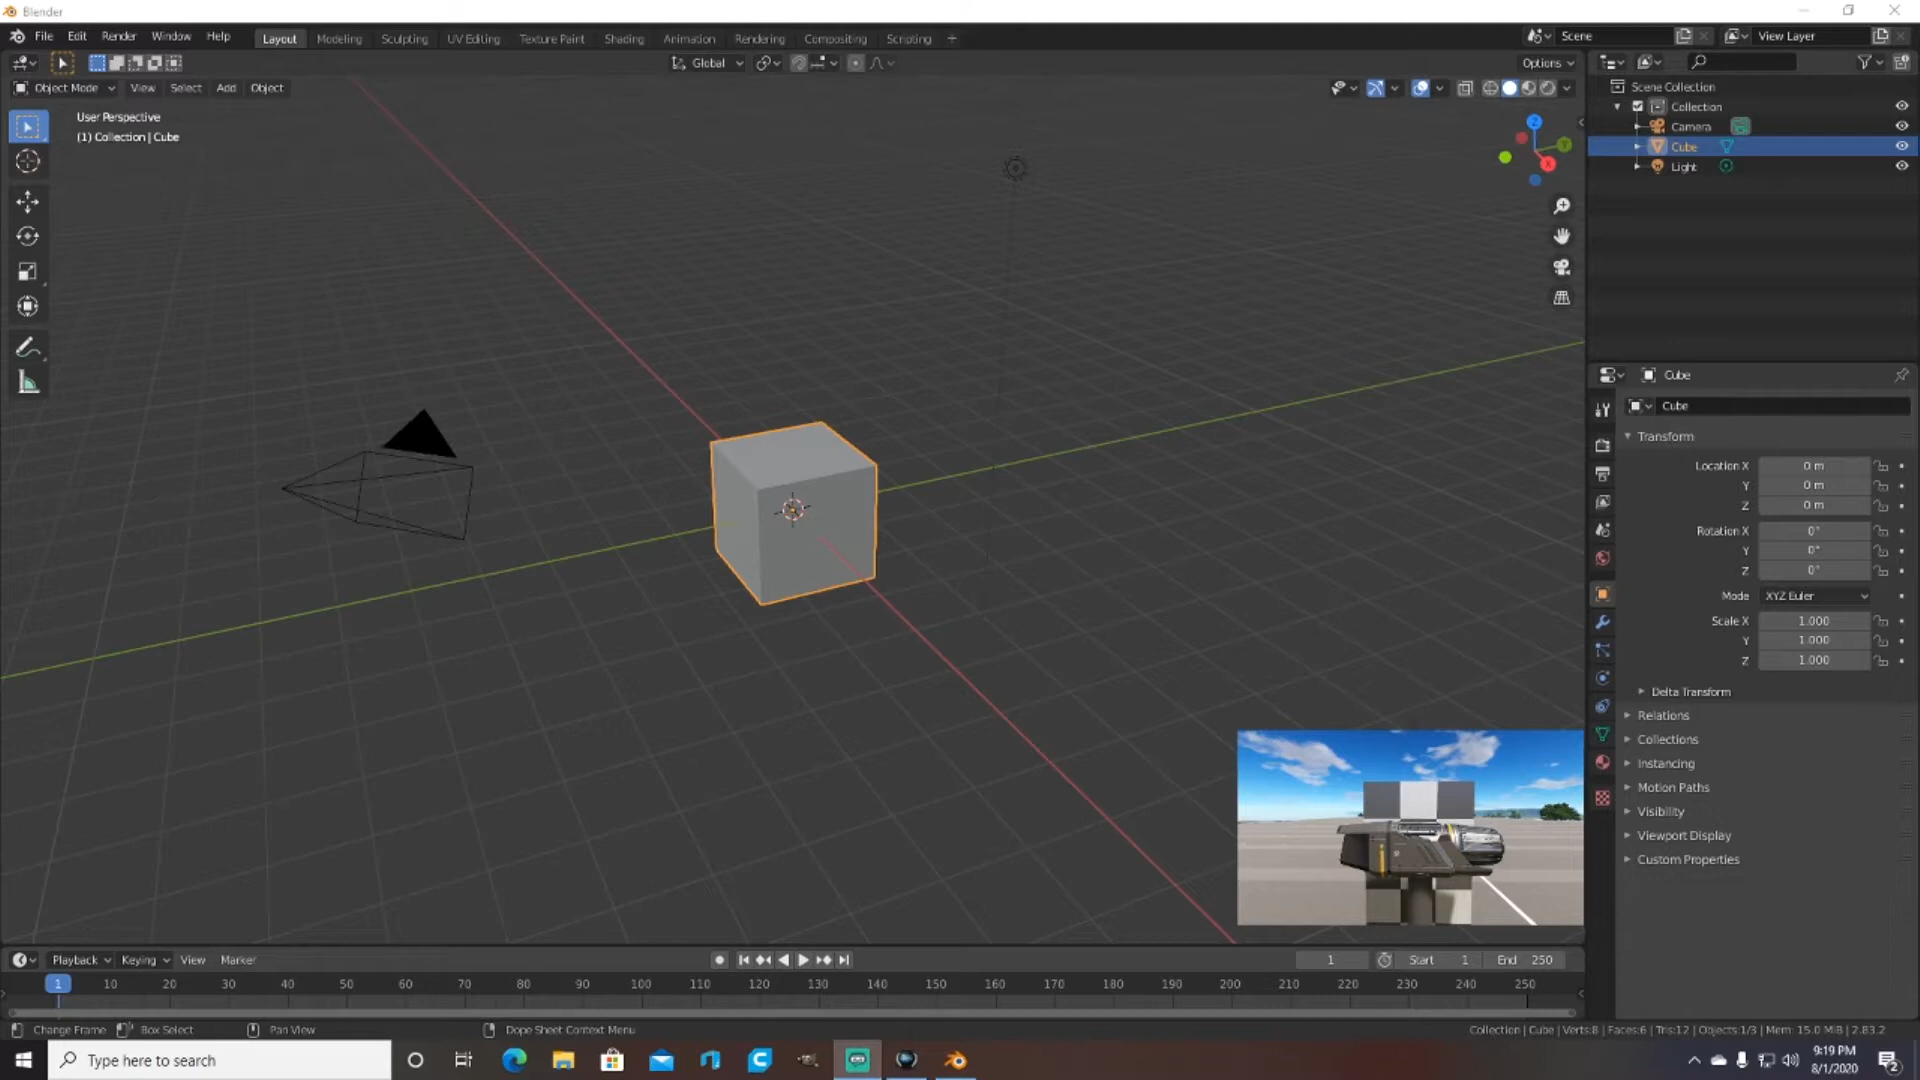 Blender
File Edit Render Window Help Layout Modeling Sculpting UV Editing Texture Paint Shading Animation Rendering Compositing Scripting + Scene View Layer
Global Options
Object Mode View Select Add Object
User Perspective
(1) Collection | Cube
Z
Y
X
Scene Collection
Collection
Camera
Cube
Light
Cube
Cube
Transform
Location X 0 m
Y 0 m
Z 0 m
Rotation X 0°
Y 0°
Z 0°
Mode XYZ Euler
Scale X 1.000
Y 1.000
Z 1.000
Delta Transform
Relations
Collections
Instancing
Motion Paths
Visibility
Viewport Display
Custom Properties
Playback Keying View Marker 1 Start 1 End 250
1 10 20 30 40 50 60 70 80 90 100 110 120 130 140 150 160 170 180 190 200 210 220 230 240 250
Change Frame Box Select Pan View Dope Sheet Context Menu Collection | Cube | Verts:8 | Faces:6 | Tris:12 | Objects:1/3 | Mem: 15.0 MiB | 2.83.2
Type here to search
9:19 PM
8/1/2020
2